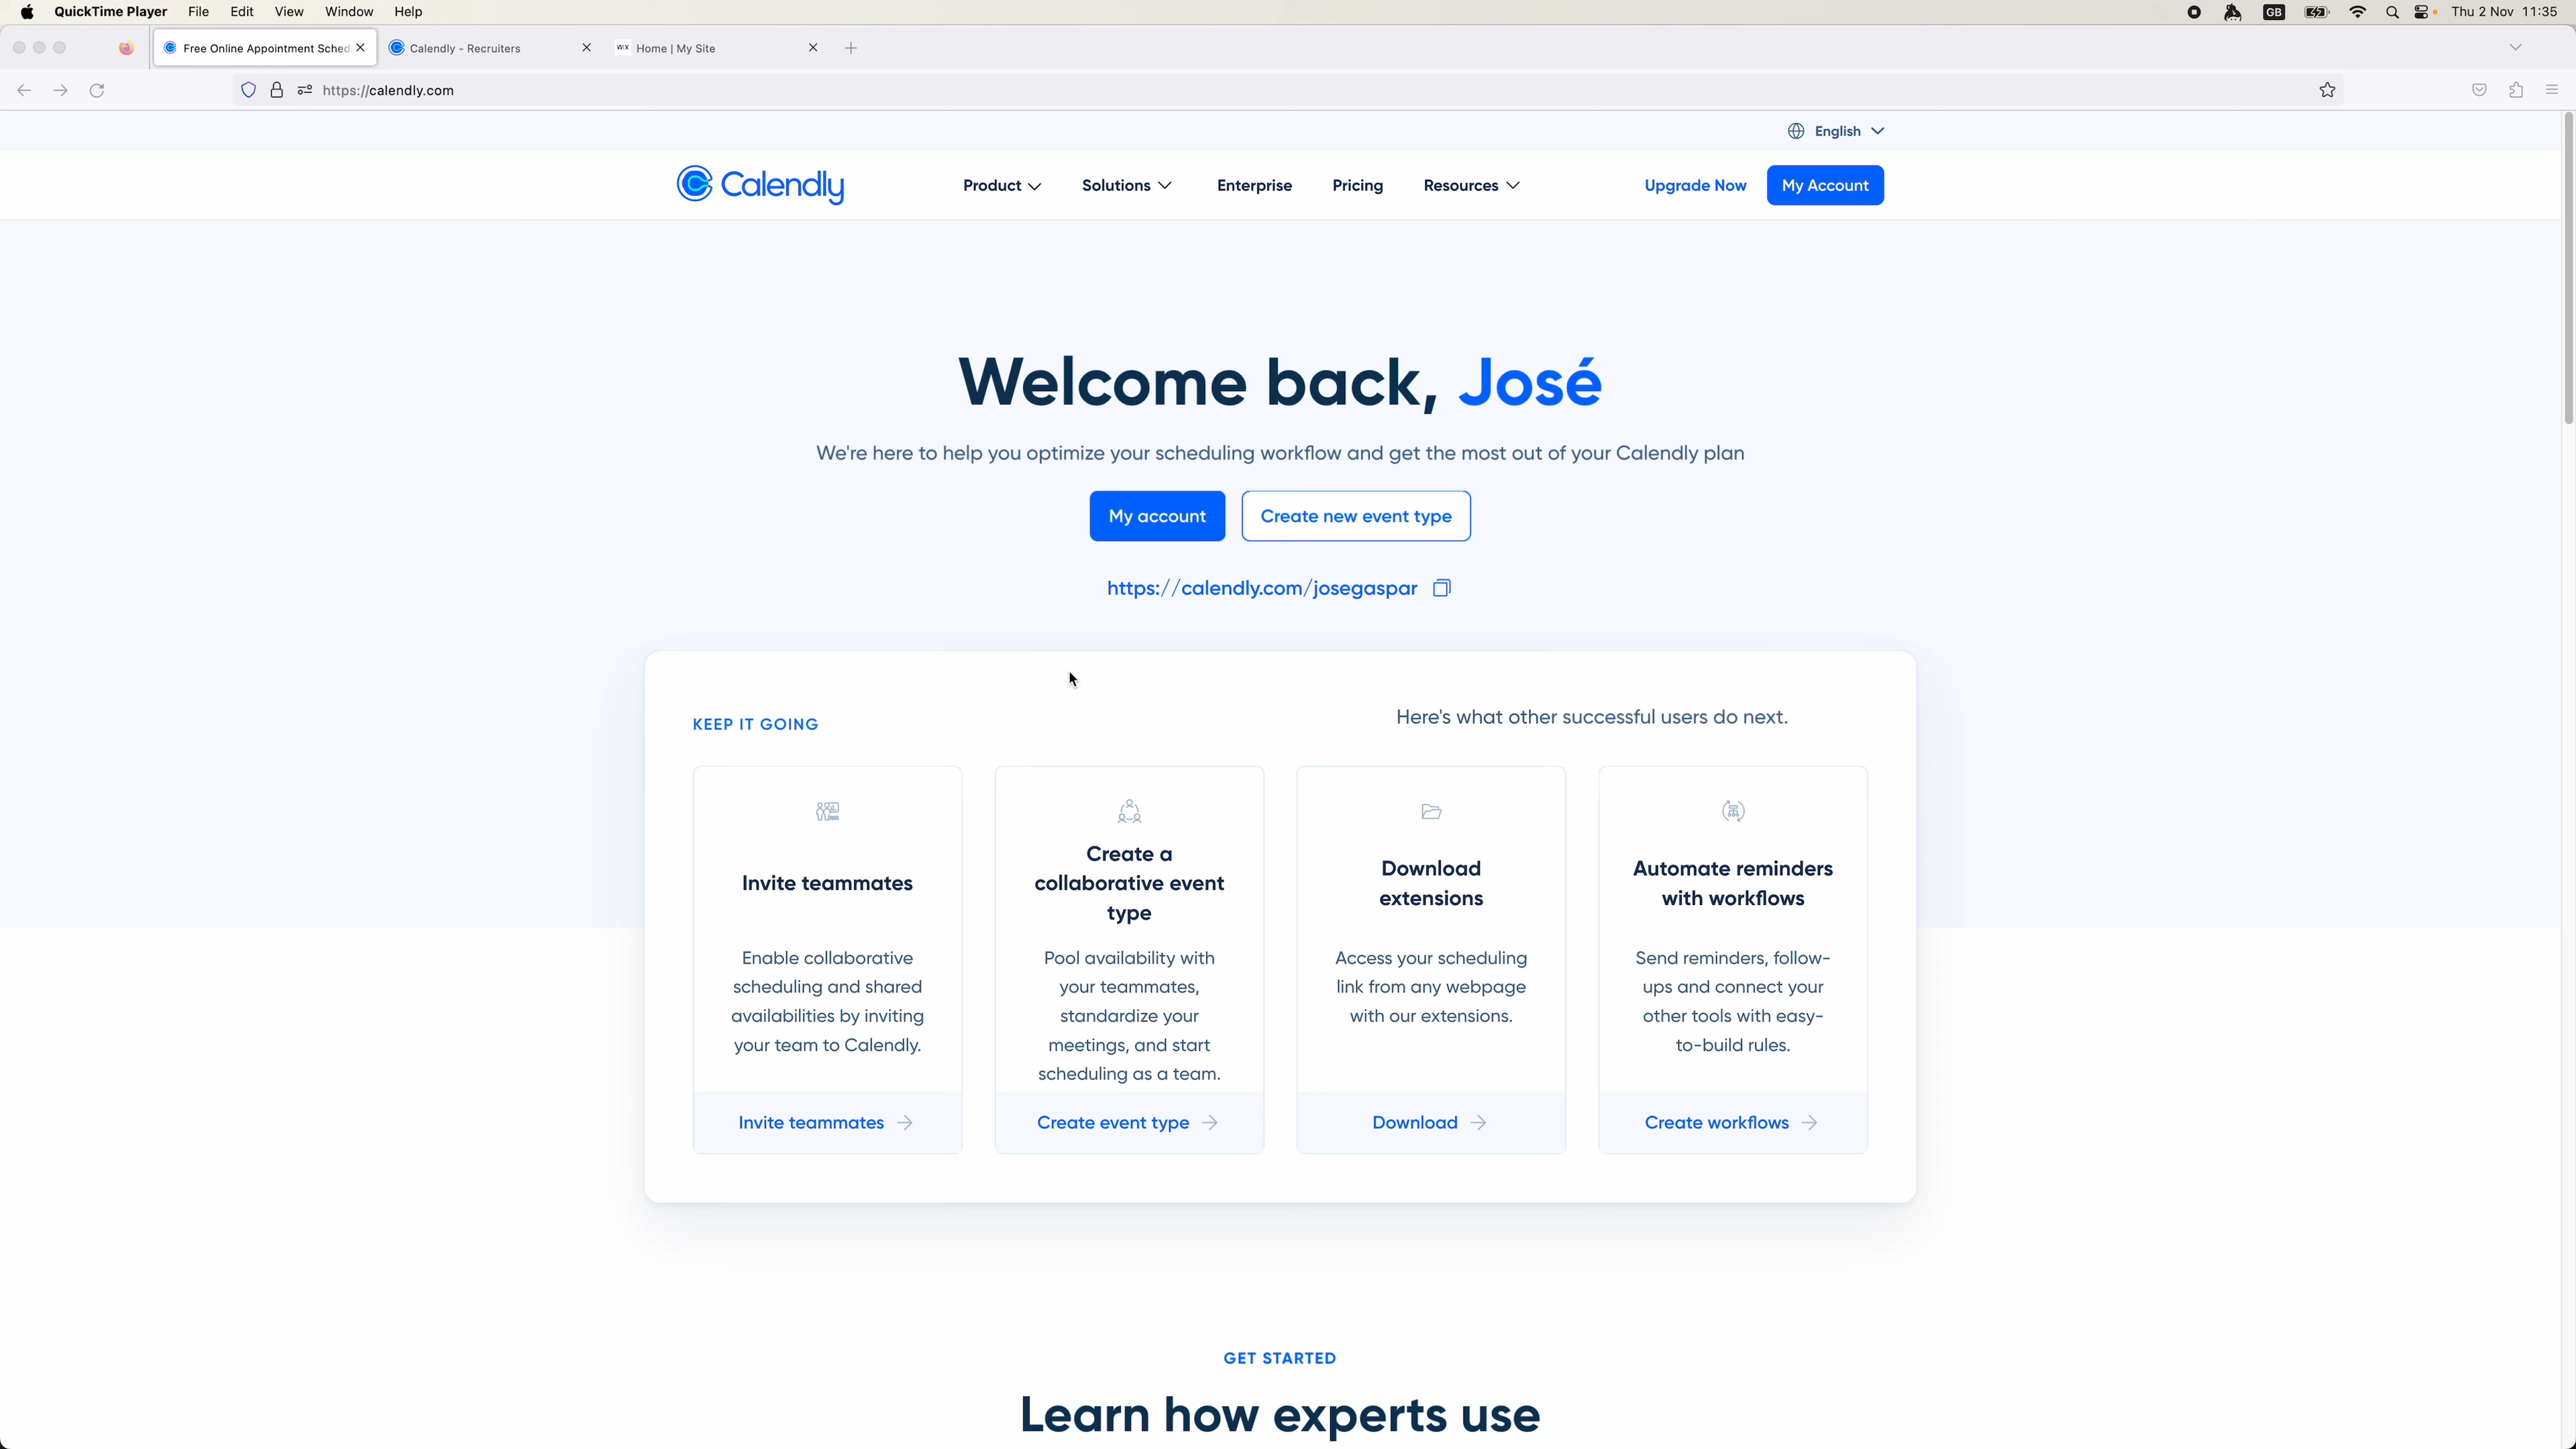 QuickTime Player File Edit View Window Help GB Thu 2 Nov 11:35
Free Online Appointment Sched Calendly - Recruiters WIX Home | My Site
https://calendly.com
English
Calendly Product Solutions Enterprise Pricing Resources Upgrade Now My Account
Welcome back, José
We're here to help you optimize your scheduling workflow and get the most out of your Calendly plan
My account Create new event type
https://calendly.com/josegaspar
KEEP IT GOING
Here's what other successful users do next.
Invite teammates
Enable collaborative
scheduling and shared
availabilities by inviting
your team to Calendly.
Invite teammates
Create a
collaborative event
type
Pool availability with
your teammates,
standardize your
meetings, and start
scheduling as a team.
Create event type
Download
extensions
Access your scheduling
link from any webpage
with our extensions.
Download
Automate reminders
with workflows
Send reminders, follow-
ups and connect your
other tools with easy-
to-build rules.
Create workflows
GET STARTED
Learn how experts use